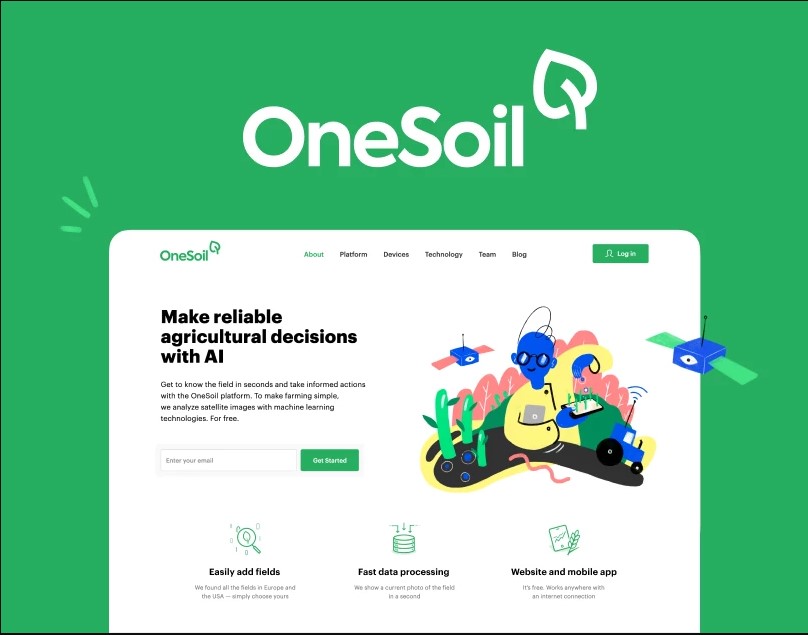 OneSoil
OneSoil
About Platform Devices Technology Team Blog Log in
Make reliable
agricultural decisions
with AI
Get to know the field in seconds and take informed actions
with the OneSoil platform. To make farming simple,
we analyze satellite images with machine learning
technologies. For free.
Enter your email Get Started
Easily add fields
We found all the fields in Europe and
the USA — simply choose yours
Fast data processing
We show a current photo of the field
in a second
Website and mobile app
It's free. Works anywhere with
an internet connection